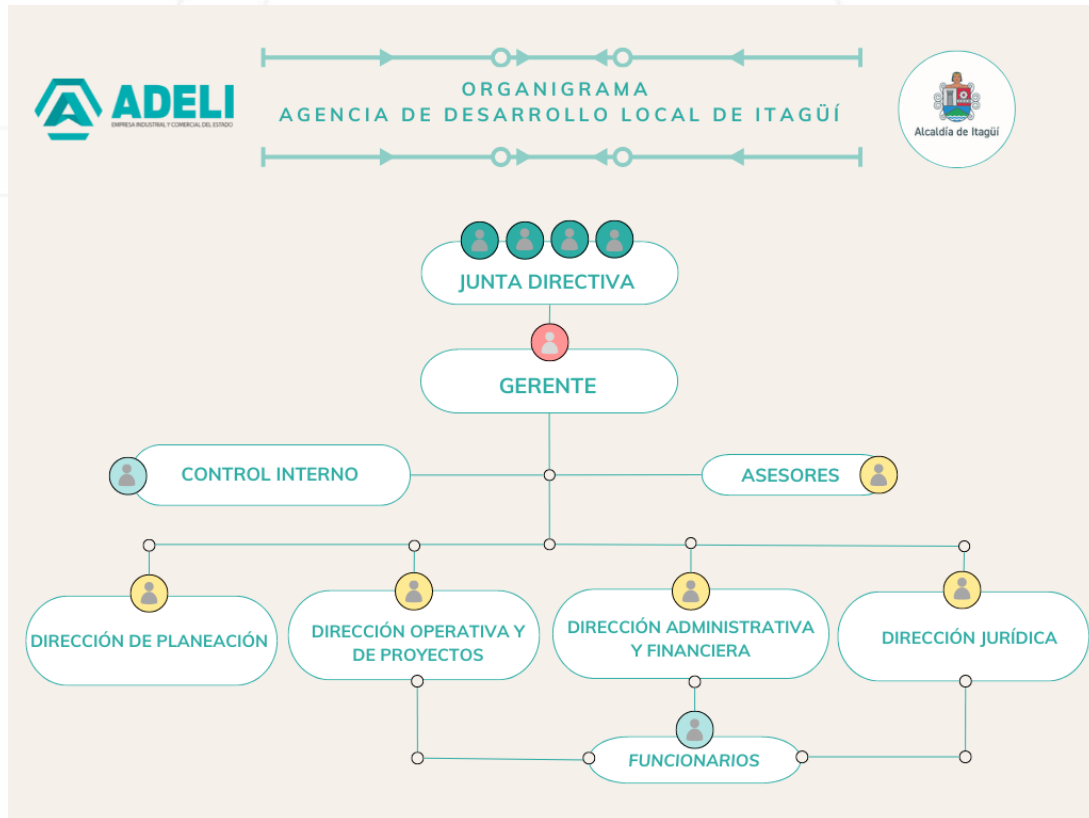 ADELI
EMPRESA INDUSTRIAL Y COMERCIAL DEL ESTADO
ORGANIGRAMA
AGENCIA DE DESARROLLO LOCAL DE ITAGÜÍ
Alcaldía de Itagüí
JUNTA DIRECTIVA
GERENTE
CONTROL INTERNO
ASESORES
DIRECCIÓN DE PLANEACIÓN
DIRECCIÓN OPERATIVA Y
DE PROYECTOS
DIRECCIÓN ADMINISTRATIVA
Y FINANCIERA
DIRECCIÓN JURÍDICA
FUNCIONARIOS